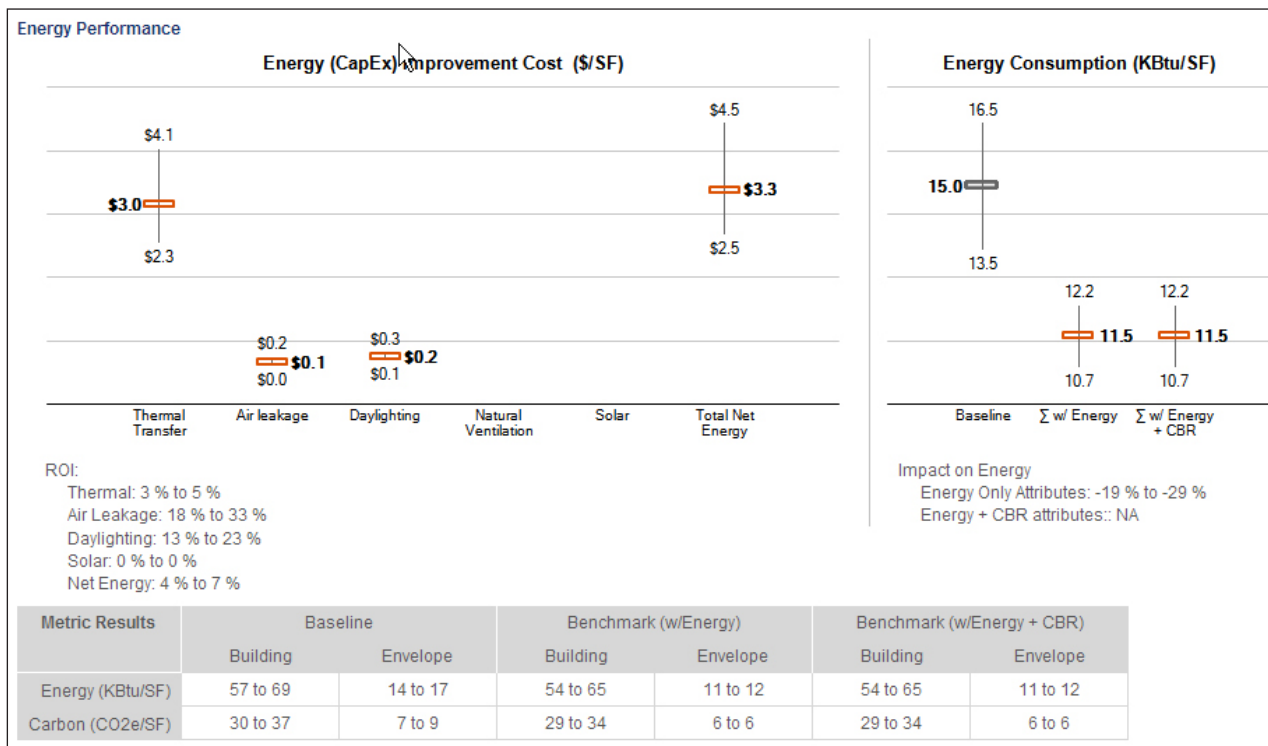 Energy Performance
Energy (CapEx) Improvement Cost ($/SF)
$4.1
$3.0
$2.3
$0.2
$0.1
$0.0
$0.3
$0.2
$0.1
$4.5
$3.3
$2.5
Thermal Transfer
Air leakage
Daylighting
Natural Ventilation
Solar
Total Net Energy
Energy Consumption (KBtu/SF)
16.5
15.0
13.5
12.2
11.5
10.7
12.2
11.5
10.7
Baseline
∑ w/ Energy
∑ w/ Energy + CBR
ROI:
Thermal: 3 % to 5 %
Air Leakage: 18 % to 33 %
Daylighting: 13 % to 23 %
Solar: 0 % to 0 %
Net Energy: 4 % to 7 %
Impact on Energy
Energy Only Attributes: -19 % to -29 %
Energy + CBR attributes:: NA
Metric Results Baseline Benchmark (w/Energy) Benchmark (w/Energy + CBR)
Building Envelope Building Envelope Building Envelope
Energy (KBtu/SF) 57 to 69 14 to 17 54 to 65 11 to 12 54 to 65 11 to 12
Carbon (CO2e/SF) 30 to 37 7 to 9 29 to 34 6 to 6 29 to 34 6 to 6